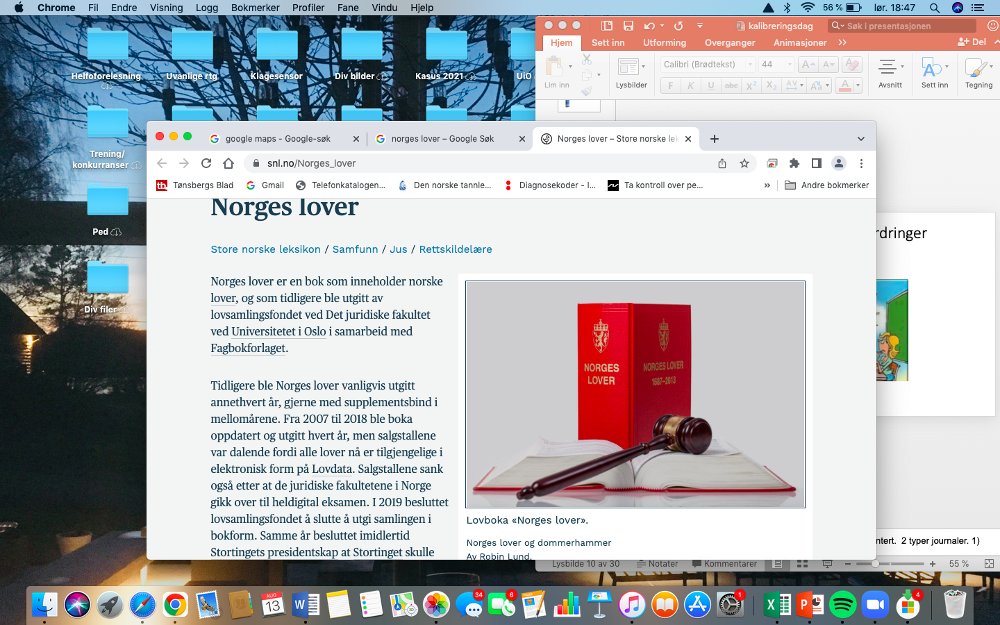 Chrome Fil Endre Visning Logg Bokmerker Profiler Fane Vindu Hjelp 56 % lør. 18:47
kalibreringsdag Søk i presentasjonen
Hjem Sett inn Utforming Overganger Animasjoner Del
Calibri (Brødtekst) 44
Lim inn Lysbilder F K U abc X² X₂ AV Aa A Avsnitt Sett inn Tegning
Helfoforelesning Uvanlige rtg Klagesensor Div bilder Kasus 2021 UiO
Trening/
konkurranser
Ped
Div filer
google maps - Google-søk norges lover – Google Søk Norges lover – Store norske lek
snl.no/Norges_lover
Tønsbergs Blad Gmail Telefonkatalogen... Den norske tannle... Diagnosekoder - I... Ta kontroll over pe... » Andre bokmerker
Norges lover
Store norske leksikon / Samfunn / Jus / Rettskildelære
Norges lover er en bok som inneholder norske
lover, og som tidligere ble utgitt av
lovsamlingsfondet ved Det juridiske fakultet
ved Universitetet i Oslo i samarbeid med
Fagbokforlaget.
Tidligere ble Norges lover vanligvis utgitt
annethvert år, gjerne med supplementsbind i
mellomårene. Fra 2007 til 2018 ble boka
oppdatert og utgitt hvert år, men salgstallene
var dalende fordi alle lover nå er tilgjengelige i
elektronisk form på Lovdata. Salgstallene sank
også etter at de juridiske fakultetene i Norge
gikk over til heldigital eksamen. I 2019 besluttet
lovsamlingsfondet å slutte å utgi samlingen i
bokform. Samme år besluttet imidlertid
Stortingets presidentskap at Stortinget skulle
NORGES
LOVER
NORGES LOVER
1687-2013
Lovboka «Norges lover».
Norges lover og dommerhammer
Av Robin Lund.
rdringer
ntert. 2 typer journaler. 1)
Lysbilde 10 av 30 Notater Kommentarer 55 %
AUG
13
34
6
1
4